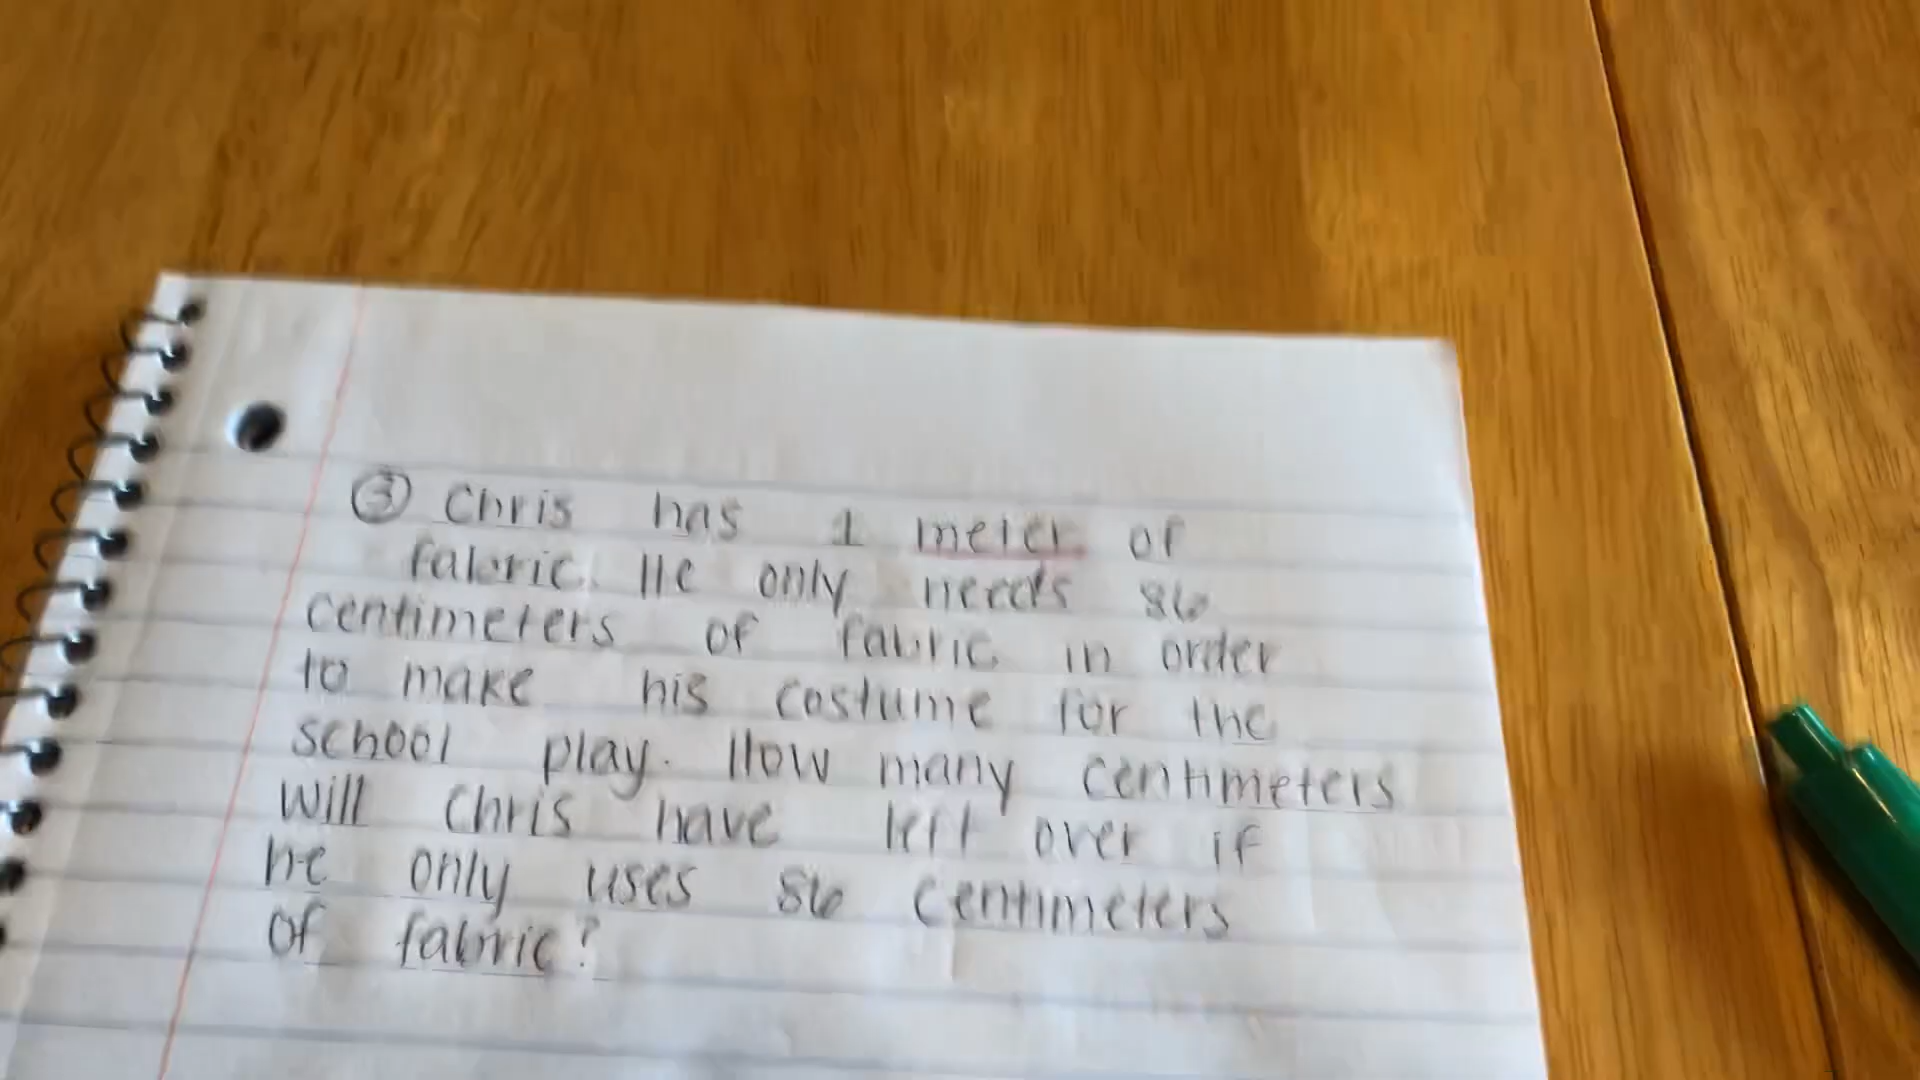 ③ Chris has 1 meter of
fabric. He only needs 86
centimeters of fabric in order
to make his costume for the
school play. How many centimeters
will Chris have left over if
he only uses 86 centimeters
of fabric?